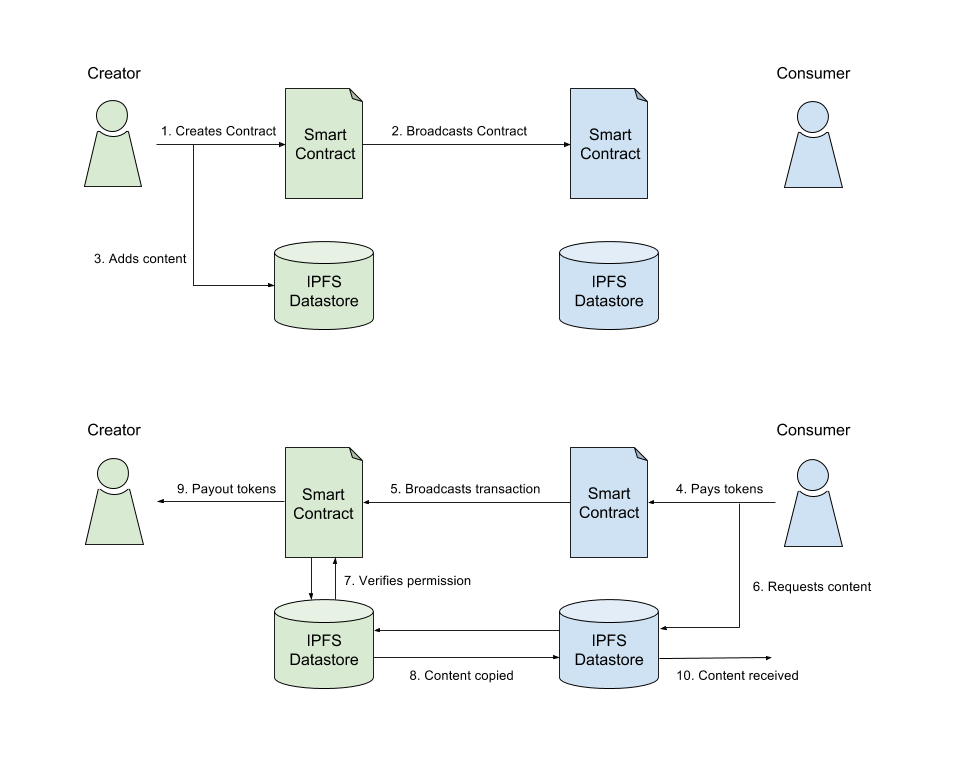 Creator
Consumer
1. Creates Contract
Smart
Contract
2. Broadcasts Contract
Smart
Contract
3. Adds content
IPFS
Datastore
IPFS
Datastore
Creator
Consumer
9. Payout tokens
Smart
Contract
5. Broadcasts transaction
Smart
Contract
4. Pays tokens
7. Verifies permission
6. Requests content
IPFS
Datastore
IPFS
Datastore
8. Content copied
10. Content received